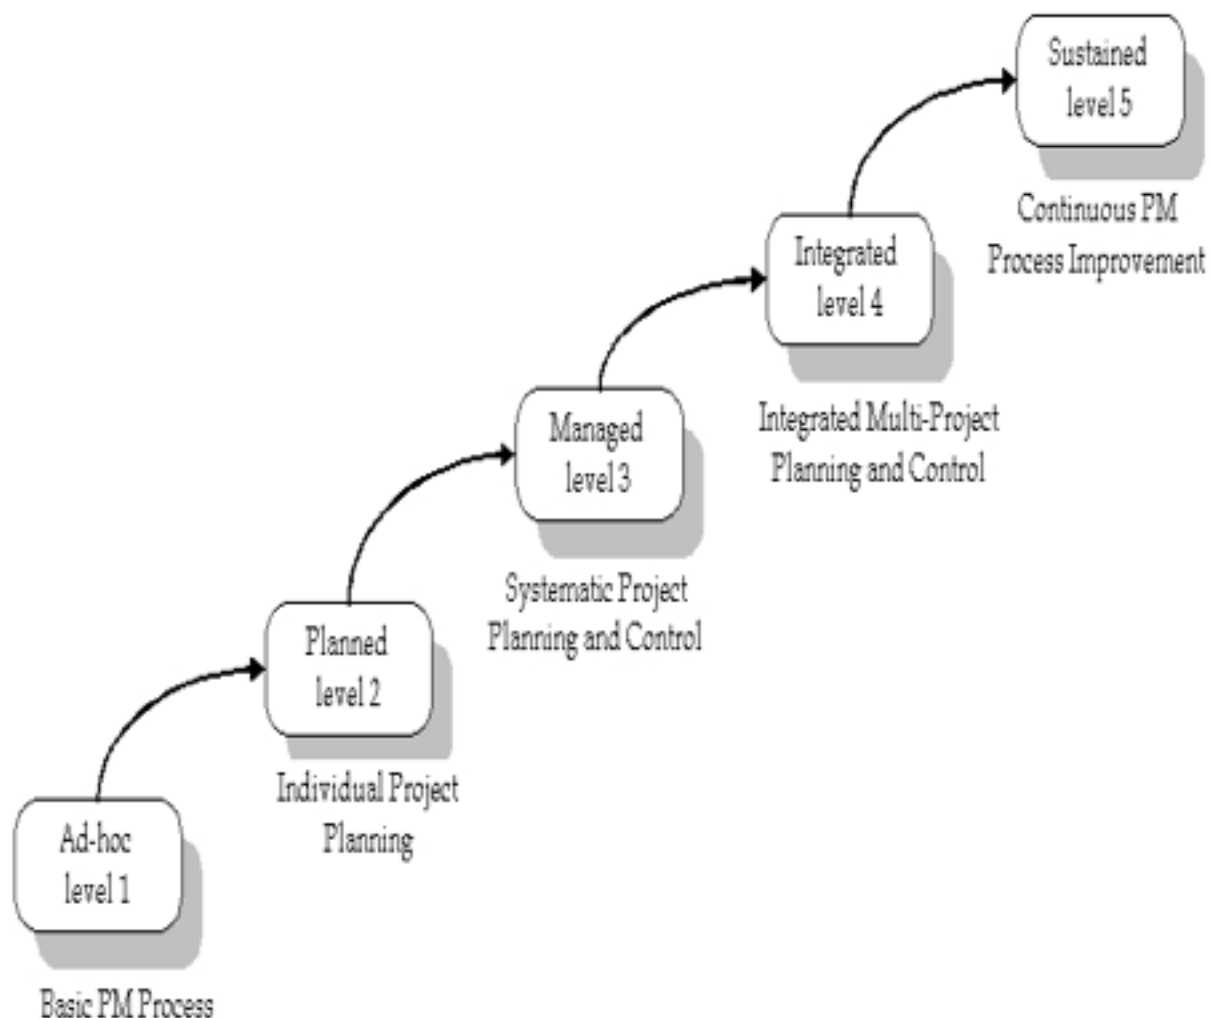 Sustained
level 5
Continuous PM
Process Improvement
Integrated
level 4
Integrated Multi-Project
Planning and Control
Managed
level 3
Systematic Project
Planning and Control
Planned
level 2
Individual Project
Planning
Ad-hoc
level 1
Basic PM Process